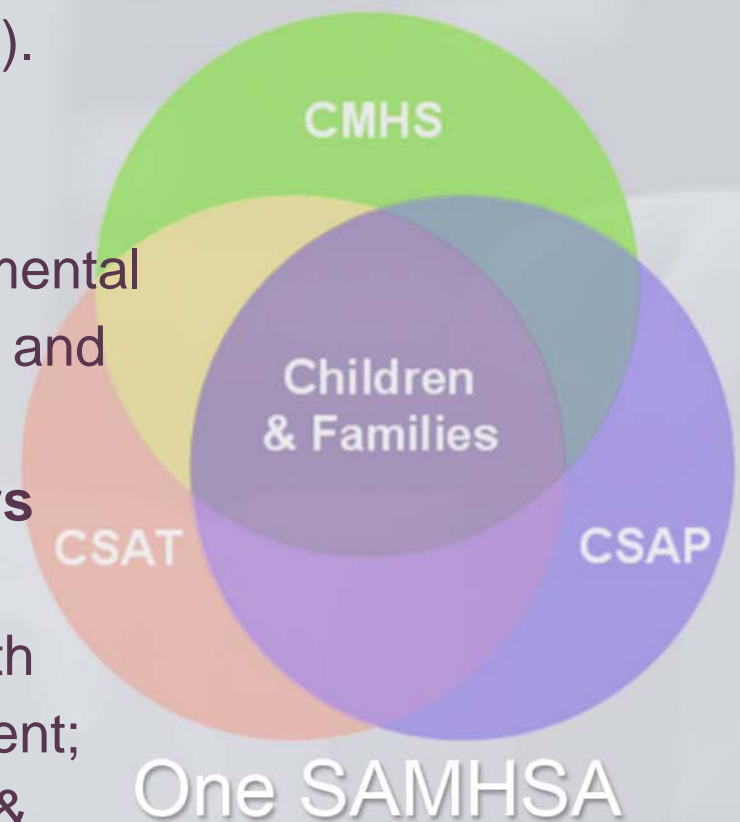 ).
mental
and
th
ent;
&
CMHS
Children
& Families
CSAT
CSAP
One SAMHSA